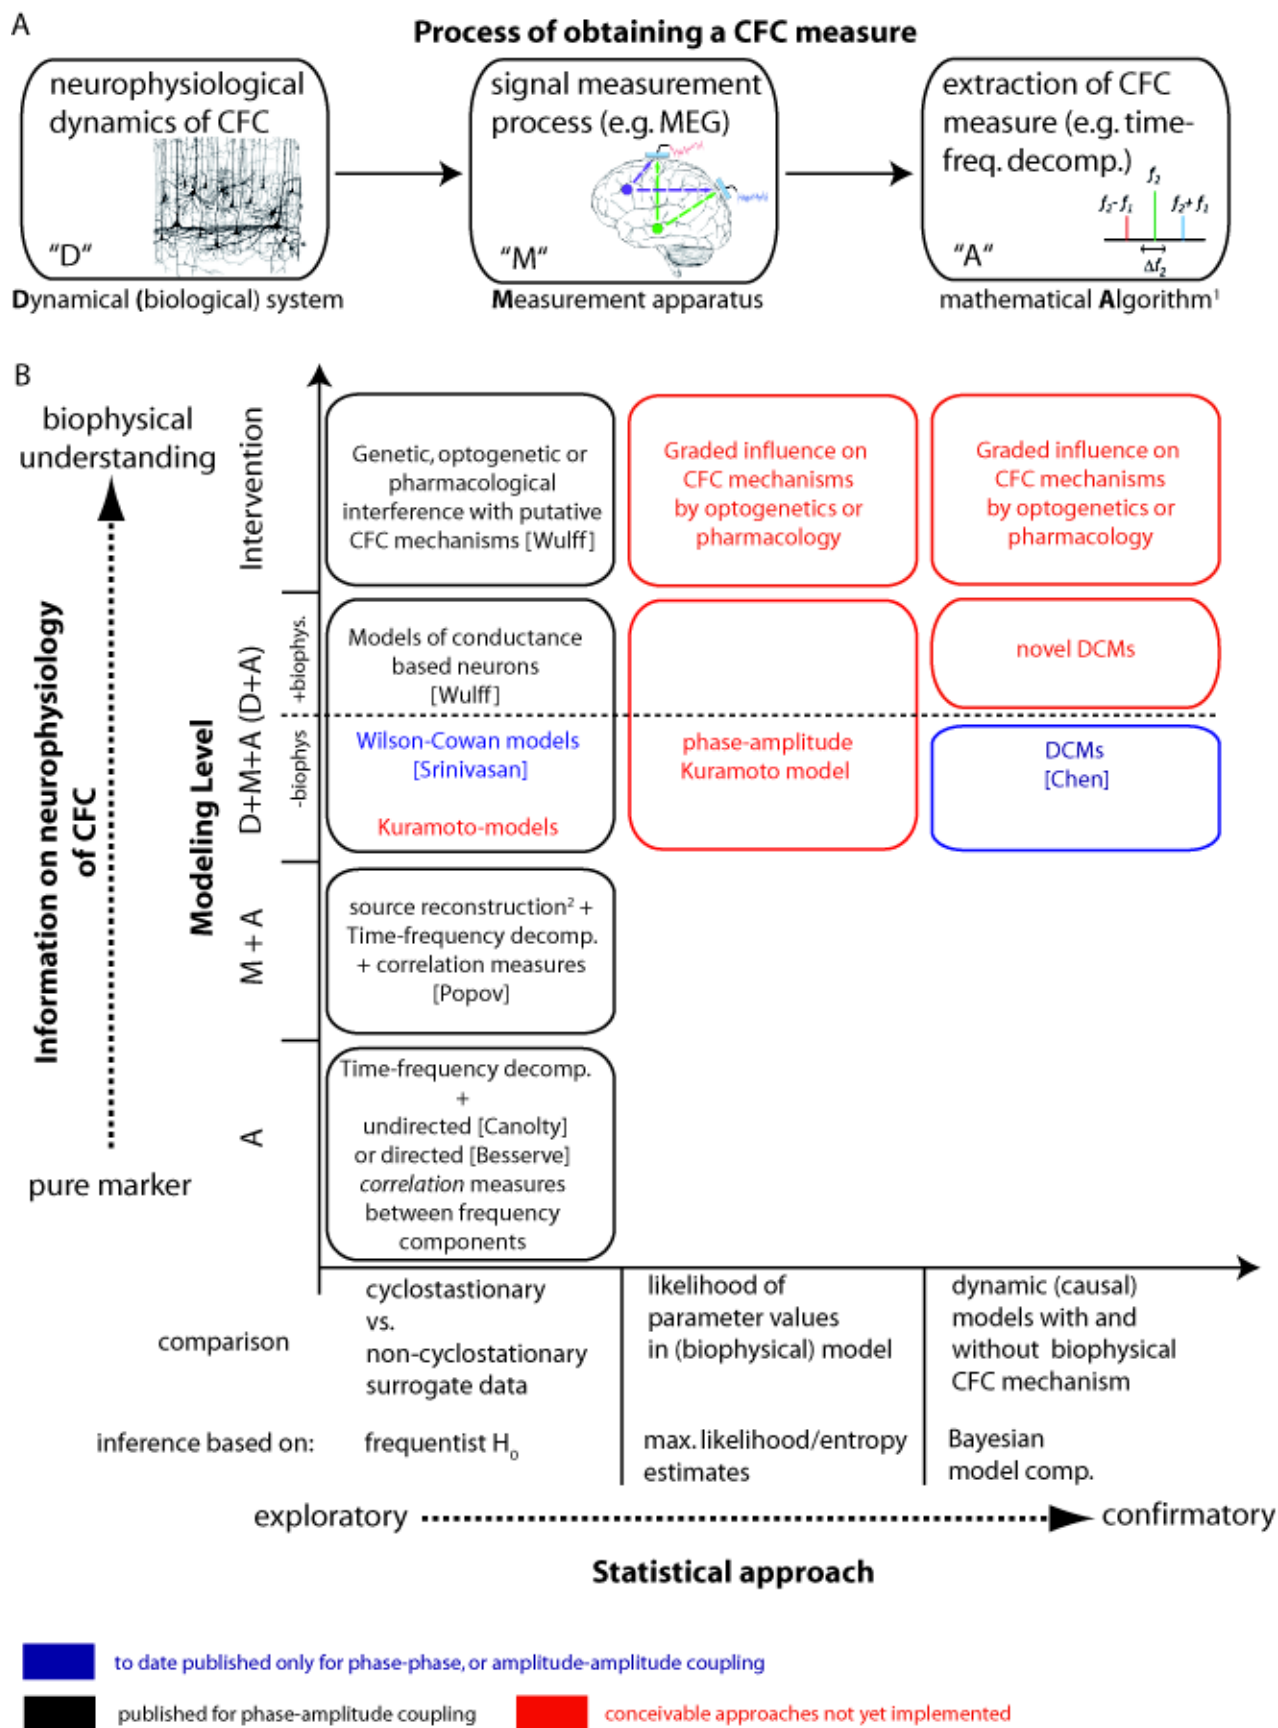 A
Process of obtaining a CFC measure
neurophysiological
dynamics of CFC
"D"
Dynamical (biological) system
signal measurement
process (e.g. MEG)
"M"
Measurement apparatus
extraction of CFC
measure (e.g. time-
freq. decomp.)
f2
f2-f1
f2+f1
Δf2
"A"
mathematical Algorithm1
B
biophysical
understanding
Information on neurophysiology
of CFC
pure marker
Modeling Level
Intervention
D+M+A (D+A)
+biophys.
-biophys
M + A
A
Genetic, optogenetic or
pharmacological
interference with putative
CFC mechanisms [Wulff]
Graded influence on
CFC mechanisms
by optogenetics or
pharmacology
Graded influence on
CFC mechanisms
by optogenetics or
pharmacology
Models of conductance
based neurons
[Wulff]
Wilson-Cowan models
[Srinivasan]
Kuramoto-models
phase-amplitude
Kuramoto model
novel DCMs
DCMs
[Chen]
source reconstruction2 +
Time-frequency decomp.
+ correlation measures
[Popov]
Time-frequency decomp.
+
undirected [Canolty]
or directed [Besserve]
correlation measures
between frequency
components
comparison
cyclostastionary
vs.
non-cyclostationary
surrogate data
likelihood of
parameter values
in (biophysical) model
dynamic (causal)
models with and
without biophysical
CFC mechanism
inference based on:
frequentist H0
max. likelihood/entropy
estimates
Bayesian
model comp.
exploratory
confirmatory
Statistical approach
to date published only for phase-phase, or amplitude-amplitude coupling
published for phase-amplitude coupling
conceivable approaches not yet implemented